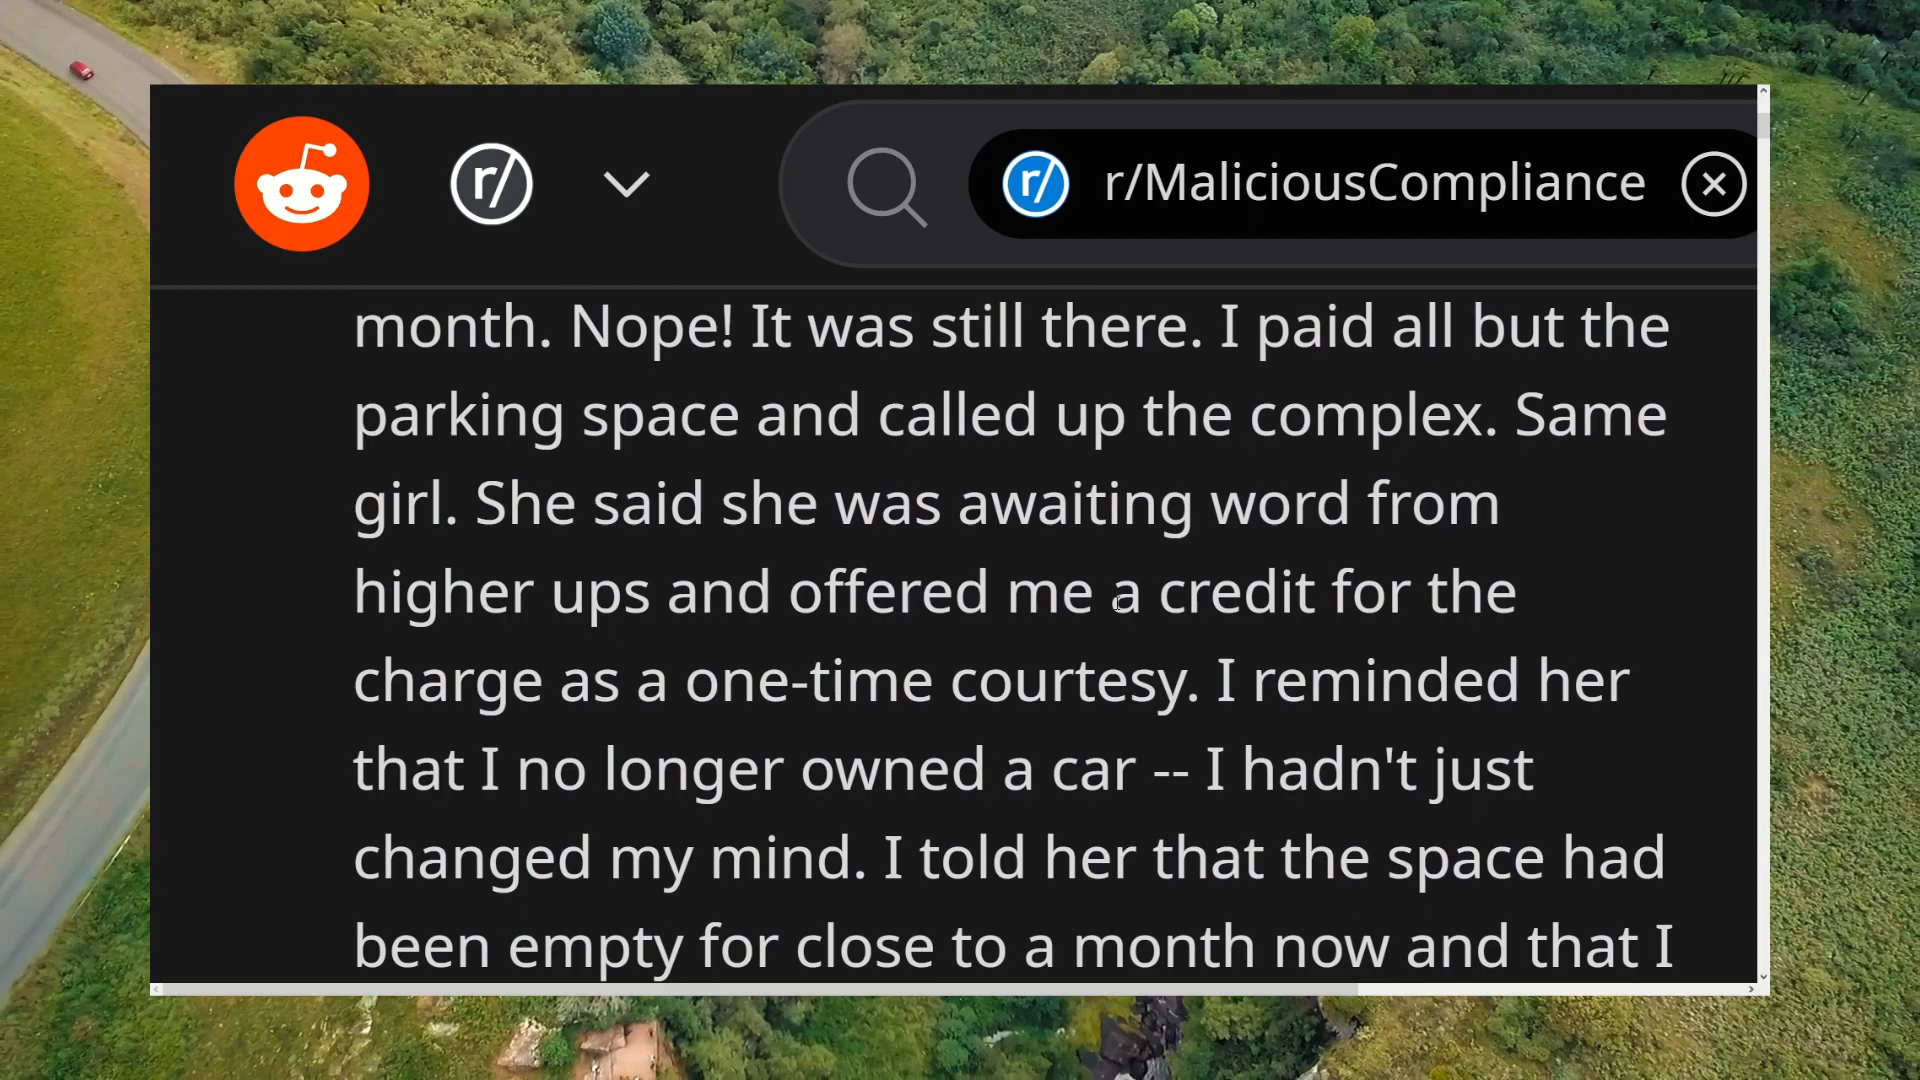 r/
r/ r/MaliciousCompliance
month. Nope! It was still there. I paid all but the
parking space and called up the complex. Same
girl. She said she was awaiting word from
higher ups and offered me a credit for the
charge as a one-time courtesy. I reminded her
that I no longer owned a car -- I hadn't just
changed my mind. I told her that the space had
been empty for close to a month now and that I